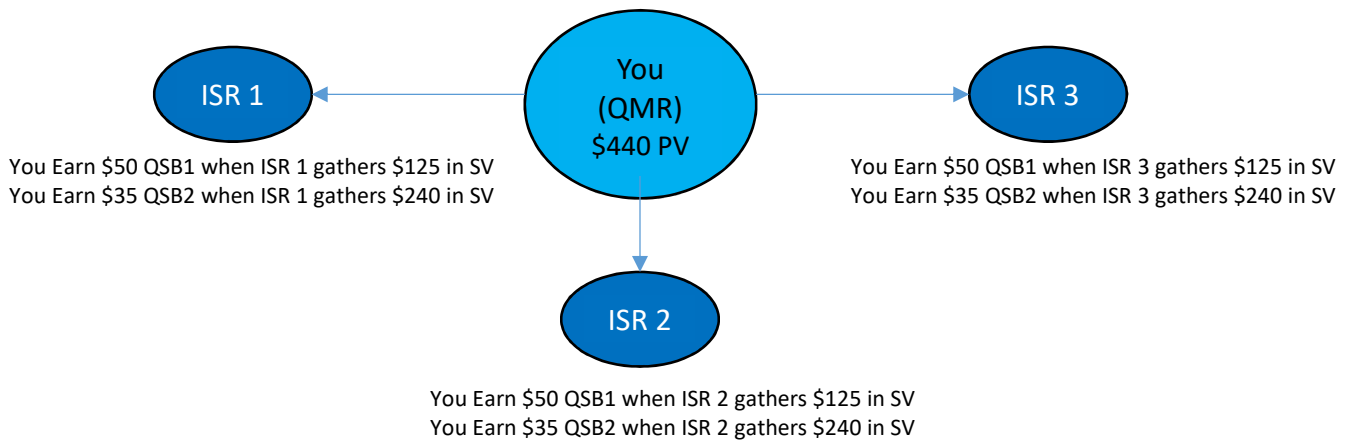 You
(QMR)
$440 PV
ISR 1
ISR 3
You Earn $50 QSB1 when ISR 1 gathers $125 in SV
You Earn $35 QSB2 when ISR 1 gathers $240 in SV
You Earn $50 QSB1 when ISR 3 gathers $125 in SV
You Earn $35 QSB2 when ISR 3 gathers $240 in SV
ISR 2
You Earn $50 QSB1 when ISR 2 gathers $125 in SV
You Earn $35 QSB2 when ISR 2 gathers $240 in SV